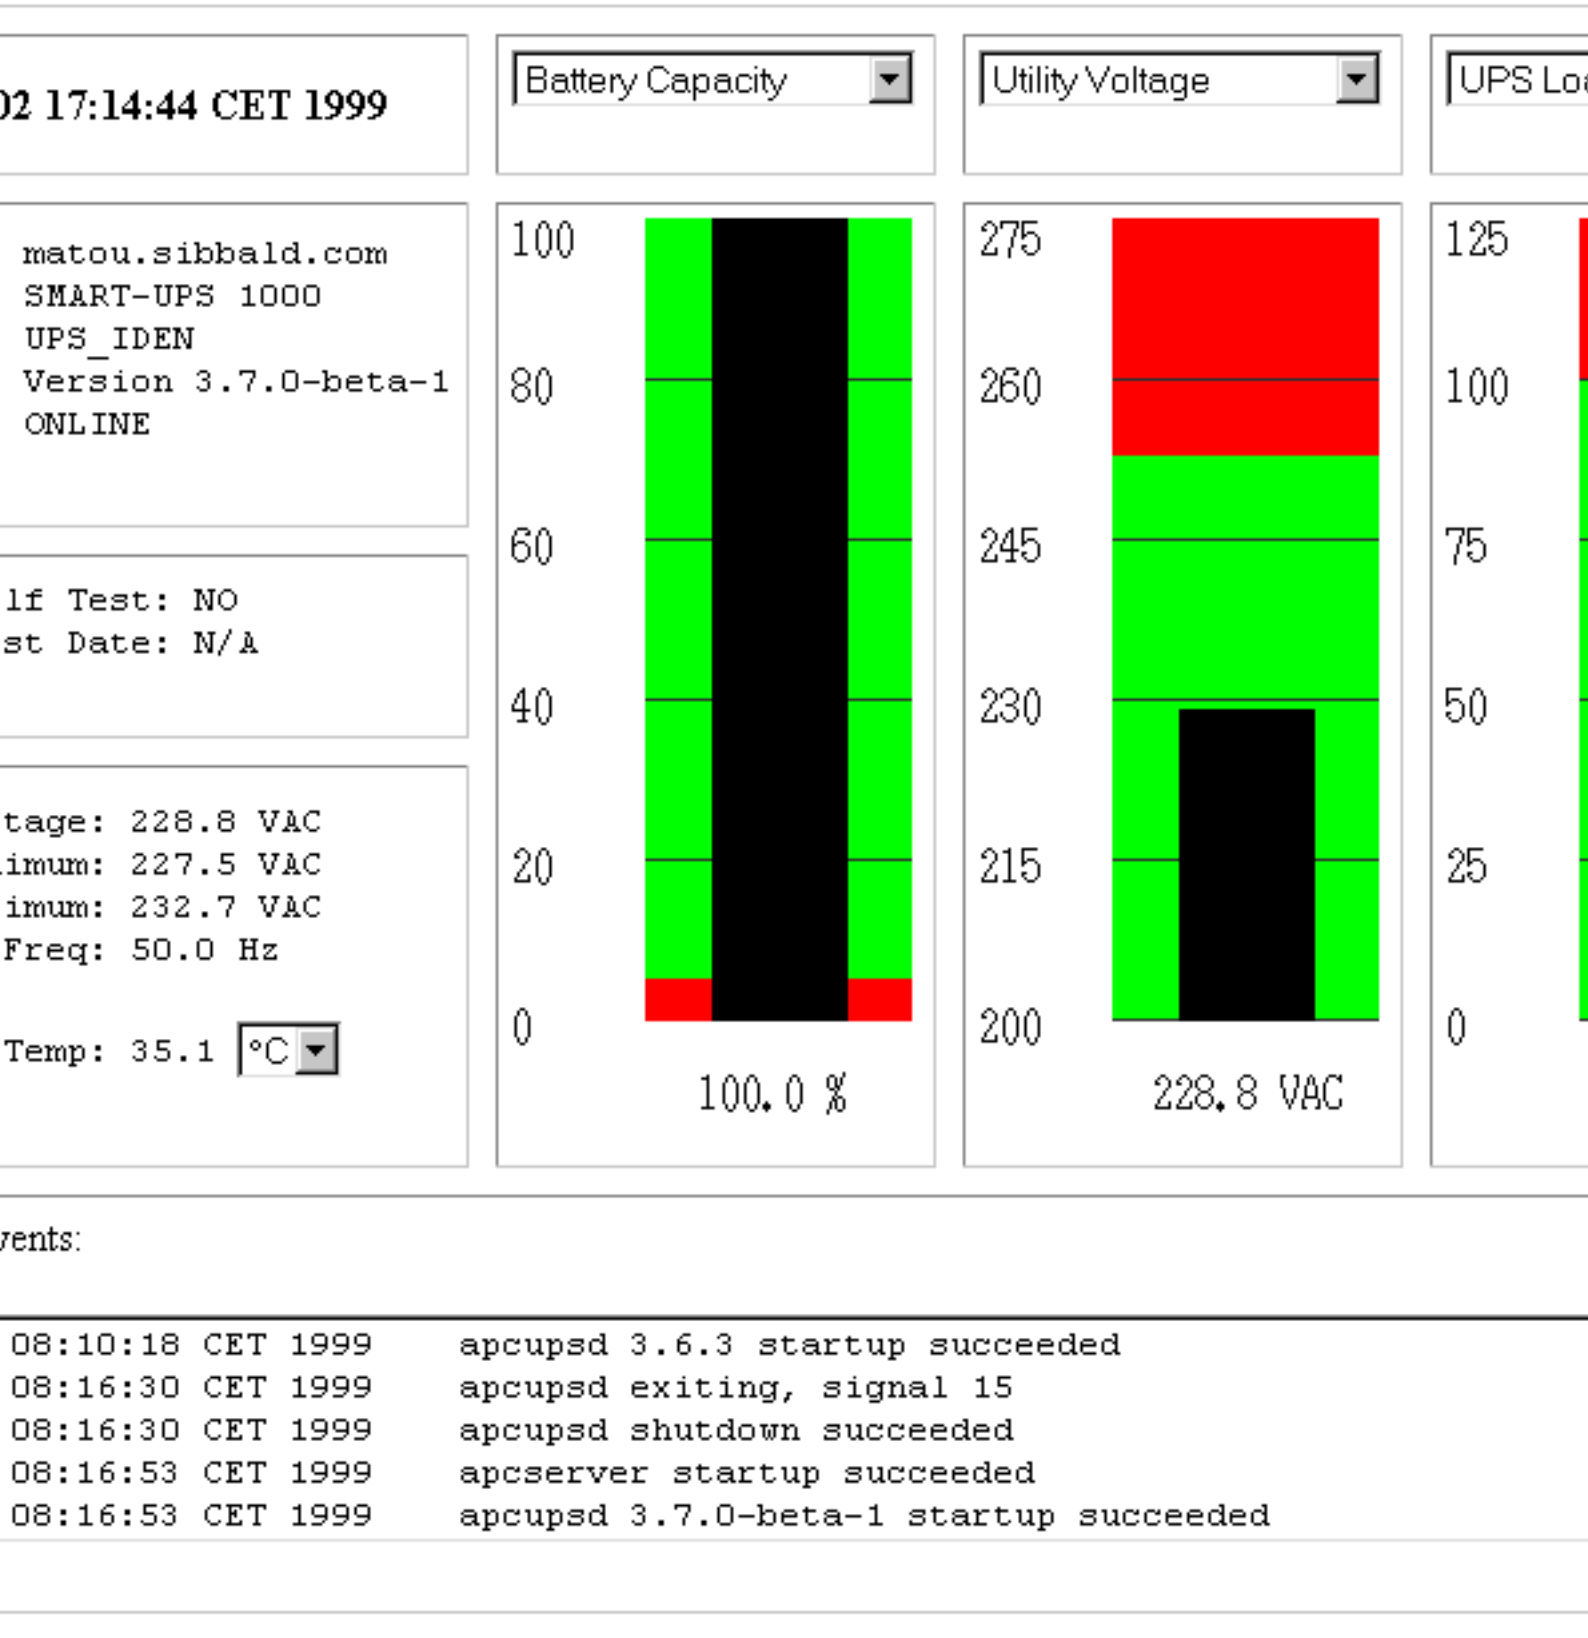 02 17:14:44 CET 1999
Battery Capacity
Utility Voltage
UPS
matou.sibbald.com
SMART-UPS 1000
UPS_IDEN
Version 3.7.0-beta-1
ONLINE
lf Test: NO
st Date: N/A
tage: 228.8 VAC
imum: 227.5 VAC
imum: 232.7 VAC
Freq: 50.0 Hz
Temp: 35.1 °C
100
80
60
40
20
0
100.0 %
275
260
245
230
215
200
228.8 VAC
125
100
75
50
25
0
vents:
08:10:18 CET 1999 apcupsd 3.6.3 startup succeeded
08:16:30 CET 1999 apcupsd exiting, signal 15
08:16:30 CET 1999 apcupsd shutdown succeeded
08:16:53 CET 1999 apcserver startup succeeded
08:16:53 CET 1999 apcupsd 3.7.0-beta-1 startup succeeded